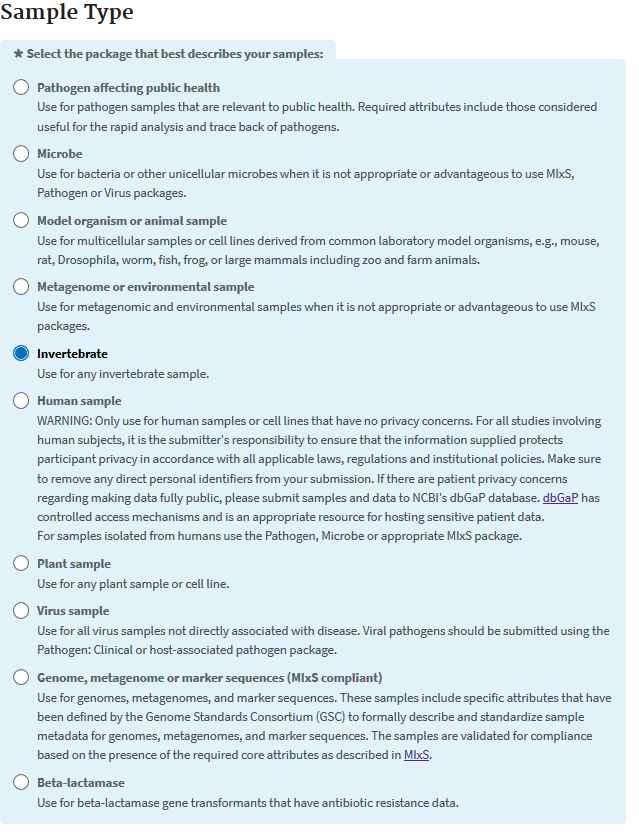 Sample Type
* Select the package that best describes your samples:
Pathogen affecting public health
Use for pathogen samples that are relevant to public health. Required attributes include those considered
useful for the rapid analysis and trace back of pathogens.
Microbe
Use for bacteria or other unicellular microbes when it is not appropriate or advantageous to use MIxS,
Pathogen or Virus packages.
Model organism or animal sample
Use for multicellular samples or cell lines derived from common laboratory model organisms, e.g., mouse,
rat, Drosophila, worm, fish, frog, or large mammals including zoo and farm animals.
Metagenome or environmental sample
Use for metagenomic and environmental samples when it is not appropriate or advantageous to use MIxS
packages.
Invertebrate
Use for any invertebrate sample.
Human sample
WARNING: Only use for human samples or cell lines that have no privacy concerns. For all studies involving
human subjects, it is the submitter's responsibility to ensure that the information supplied protects
participant privacy in accordance with all applicable laws, regulations and institutional policies. Make sure
to remove any direct personal identifiers from your submission. If there are patient privacy concerns
regarding making data fully public, please submit samples and data to NCBI's dbGaP database. dbGaP has
controlled access mechanisms and is an appropriate resource for hosting sensitive patient data.
For samples isolated from humans use the Pathogen, Microbe or appropriate MIxS package.
Plant sample
Use for any plant sample or cell line.
Virus sample
Use for all virus samples not directly associated with disease. Viral pathogens should be submitted using the
Pathogen: Clinical or host-associated pathogen package.
Genome, metagenome or marker sequences (MIxS compliant)
Use for genomes, metagenomes, and marker sequences. These samples include specific attributes that have
been defined by the Genome Standards Consortium (GSC) to formally describe and standardize sample
metadata for genomes, metagenomes, and marker sequences. The samples are validated for compliance
based on the presence of the required core attributes as described in MIxS.
Beta-lactamase
Use for beta-lactamase gene transformants that have antibiotic resistance data.